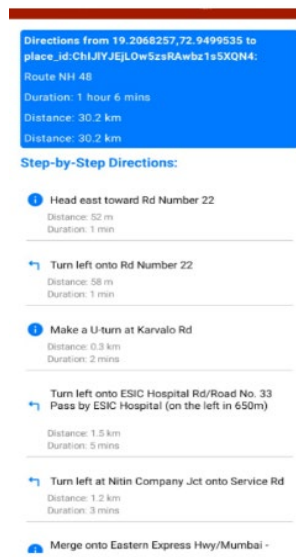 Directions from 19.2068257,72.9499535 to
place_id:ChIJIYJEjLOw5zsRAwbz1s5XQN4:
Route NH 48
Duration: 1 hour 6 mins
Distance: 30.2 km
Distance: 30.2 km
Step-by-Step Directions:
Head east toward Rd Number 22
Distance: 52 m
Duration: 1 min
Turn left onto Rd Number 22
Distance: 58 m
Duration: 1 min
Make a U-turn at Karvalo Rd
Distance: 0.3 km
Duration: 2 mins
Turn left onto ESIC Hospital Rd/Road No. 33
Pass by ESIC Hospital (on the left in 650m)
Distance: 1.5 km
Duration: 5 mins
Turn left at Nitin Company Jct onto Service Rd
Distance: 1.2 km
Duration: 3 mins
Merge onto Eastern Express Hwy/Mumbai -